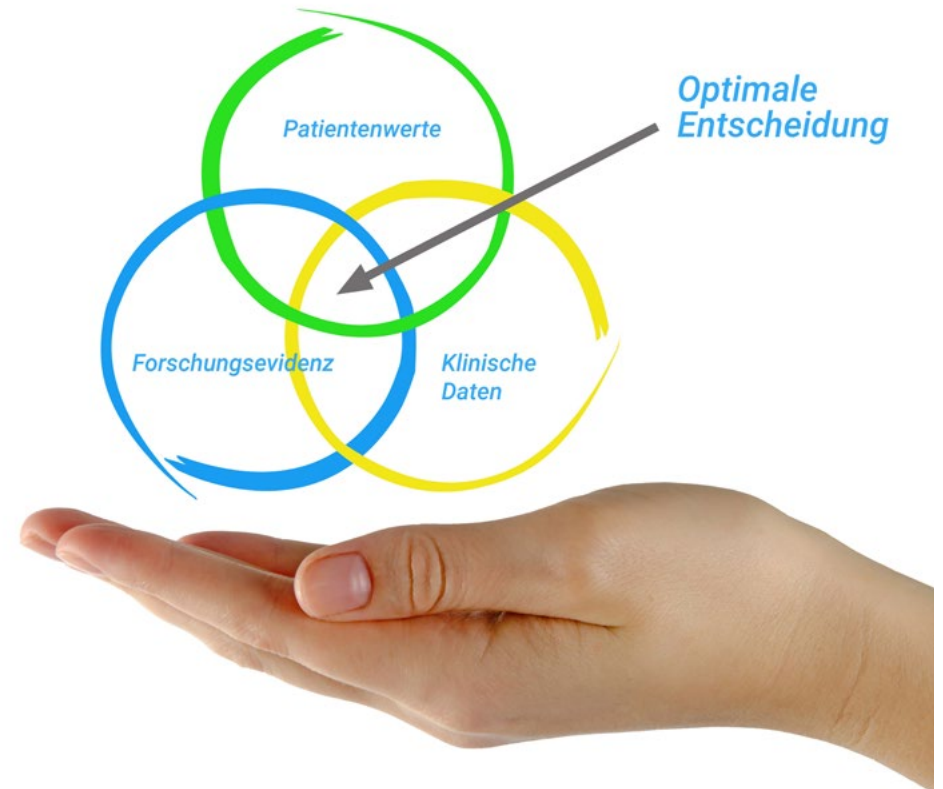 Patientenwerte
Optimale
Entscheidung
Forschungsevidenz
Klinische
Daten